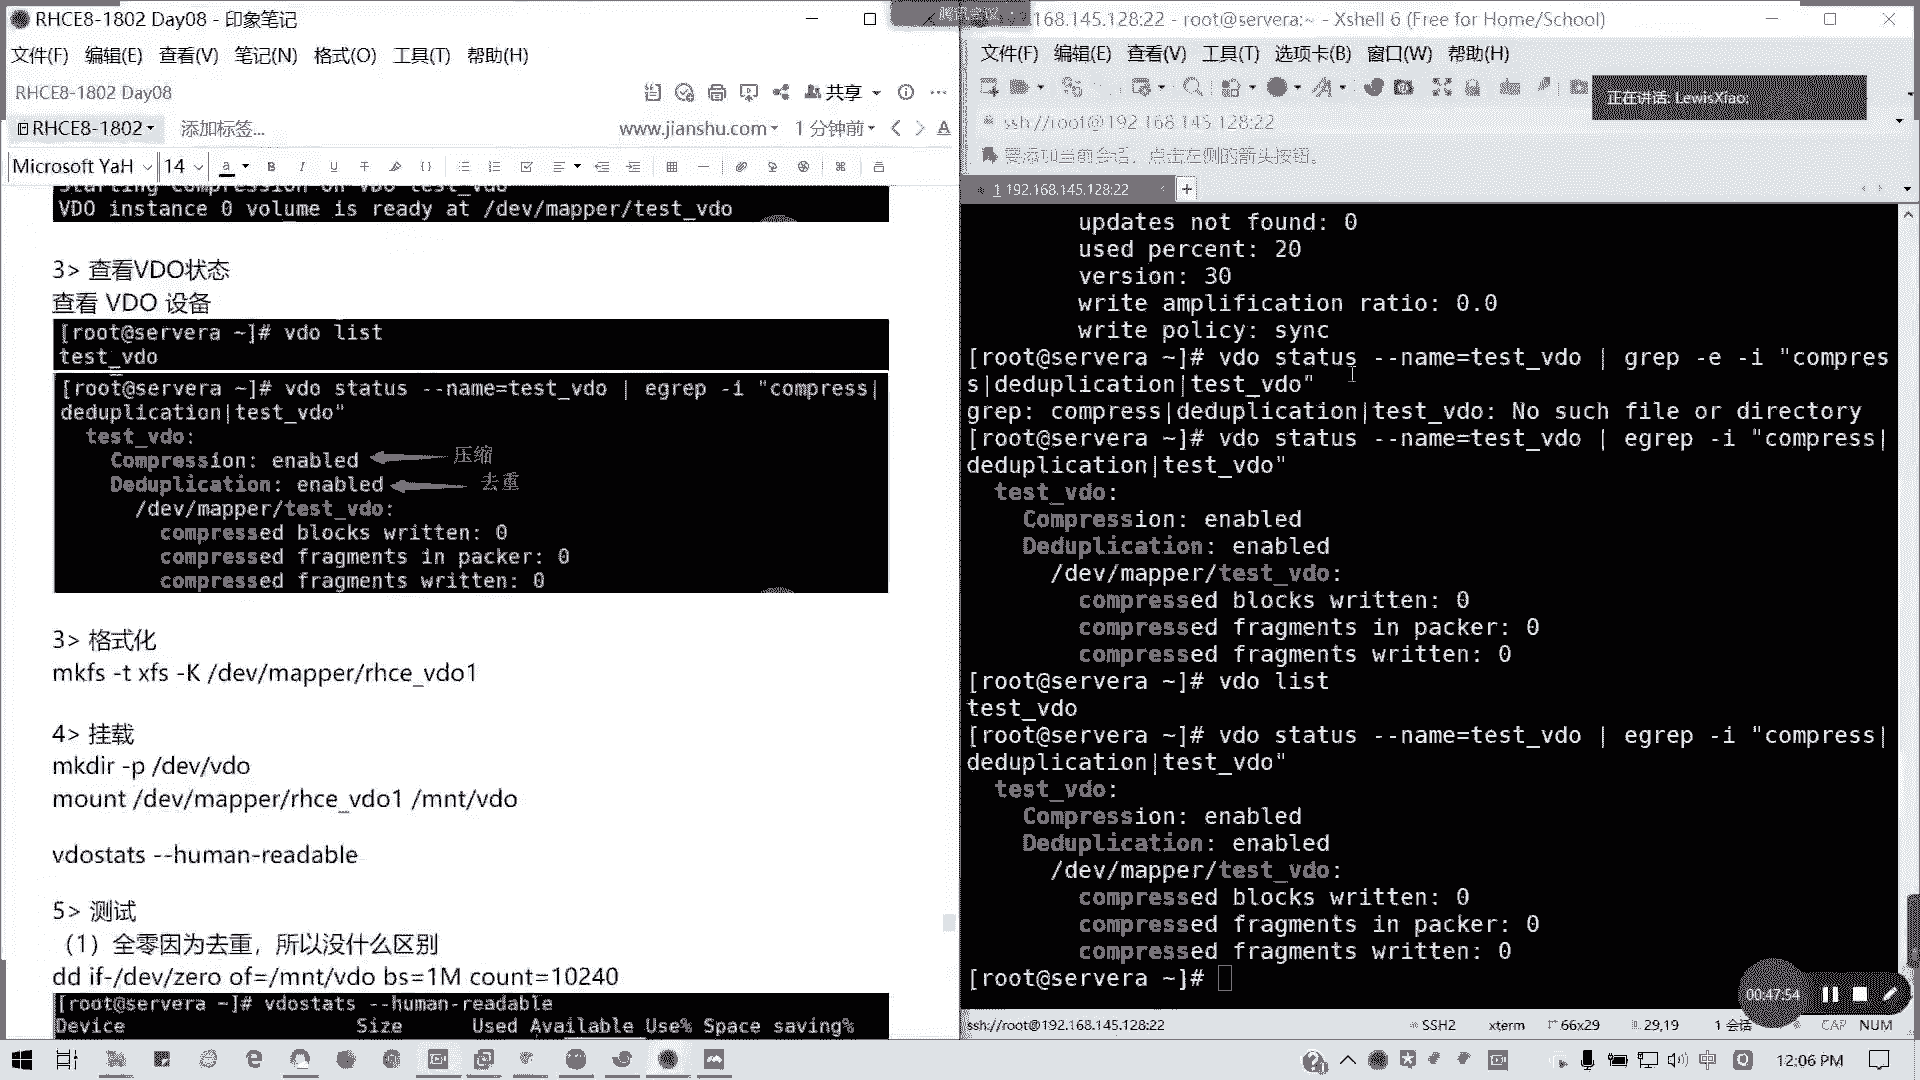 RHCE8-1802 Day08 - 印象笔记
文件(F) 编辑(E) 查看(V) 笔记(N) 格式(O) 工具(T) 帮助(H)
RHCE8-1802 Day08
共享
RHCE8-1802
添加标签...
www.jianshu.com
1 分钟前
Microsoft YaH
14
Starting compression on VDO test_vdo
VDO instance 0 volume is ready at /dev/mapper/test_vdo
3> 查看VDO状态
查看 VDO 设备
[root@servera ~]# vdo list
test_vdo
[root@servera ~]# vdo status --name=test_vdo | egrep -i "compress|
deduplication|test_vdo"
test_vdo:
Compression: enabled
压缩
Deduplication: enabled
去重
/dev/mapper/test_vdo:
compressed blocks written: 0
compressed fragments in packer: 0
compressed fragments written: 0
3> 格式化
mkfs -t xfs -K /dev/mapper/rhce_vdo1
4> 挂载
mkdir -p /dev/vdo
mount /dev/mapper/rhce_vdo1 /mnt/vdo
vdostats --human-readable
5> 测试
（1）全零因为去重，所以没什么区别
dd if-/dev/zero of=/mnt/vdo bs=1M count=10240
[root@servera ~]# vdostats --human-readable
Device Size Used Available Use% Space saving%
腾讯会议
192.168.145.128:22 - root@servera:~ - Xshell 6 (Free for Home/School)
文件(F) 编辑(E) 查看(V) 工具(T) 选项卡(B) 窗口(W) 帮助(H)
正在讲话: LewisXiao;
ssh://root@192.168.145.128:22
要添加当前会话，点击左侧的箭头按钮。
1 192.168.145.128:22
updates not found: 0
used percent: 20
version: 30
write amplification ratio: 0.0
write policy: sync
[root@servera ~]# vdo status --name=test_vdo | grep -e -i "compres
s|deduplication|test_vdo"
grep: compress|deduplication|test_vdo: No such file or directory
[root@servera ~]# vdo status --name=test_vdo | egrep -i "compress|
deduplication|test_vdo"
test_vdo:
Compression: enabled
Deduplication: enabled
/dev/mapper/test_vdo:
compressed blocks written: 0
compressed fragments in packer: 0
compressed fragments written: 0
[root@servera ~]# vdo list
test_vdo
[root@servera ~]# vdo status --name=test_vdo | egrep -i "compress|
deduplication|test_vdo"
test_vdo:
Compression: enabled
Deduplication: enabled
/dev/mapper/test_vdo:
compressed blocks written: 0
compressed fragments in packer: 0
compressed fragments written: 0
[root@servera ~]#
00:47:54
ssh://root@192.168.145.128:22
SSH2
xterm
66x29
29,19
1 会话
CAP NUM
中
12:06 PM